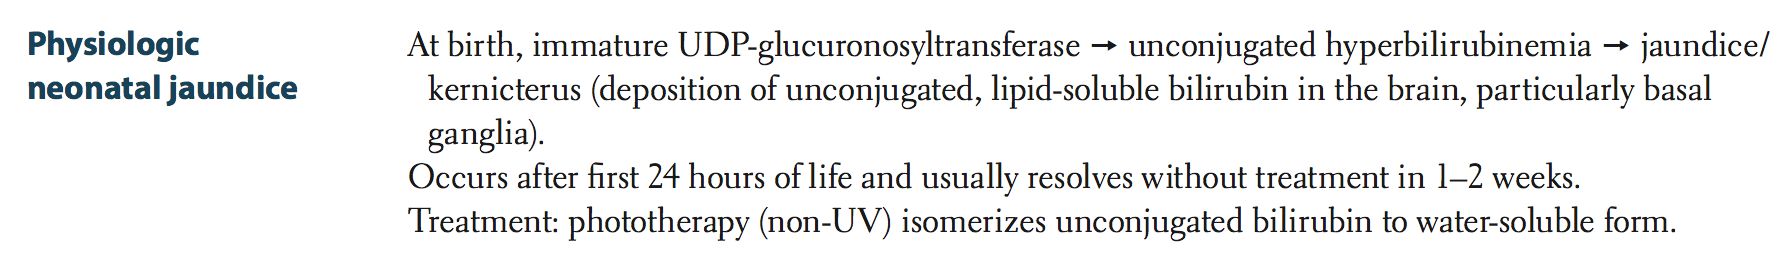 Physiologic
neonatal jaundice
At birth, immature UDP-glucuronosyltransferase → unconjugated hyperbilirubinemia → jaundice/
kernicterus (deposition of unconjugated, lipid-soluble bilirubin in the brain, particularly basal
ganglia).
Occurs after first 24 hours of life and usually resolves without treatment in 1–2 weeks.
Treatment: phototherapy (non-UV) isomerizes unconjugated bilirubin to water-soluble form.